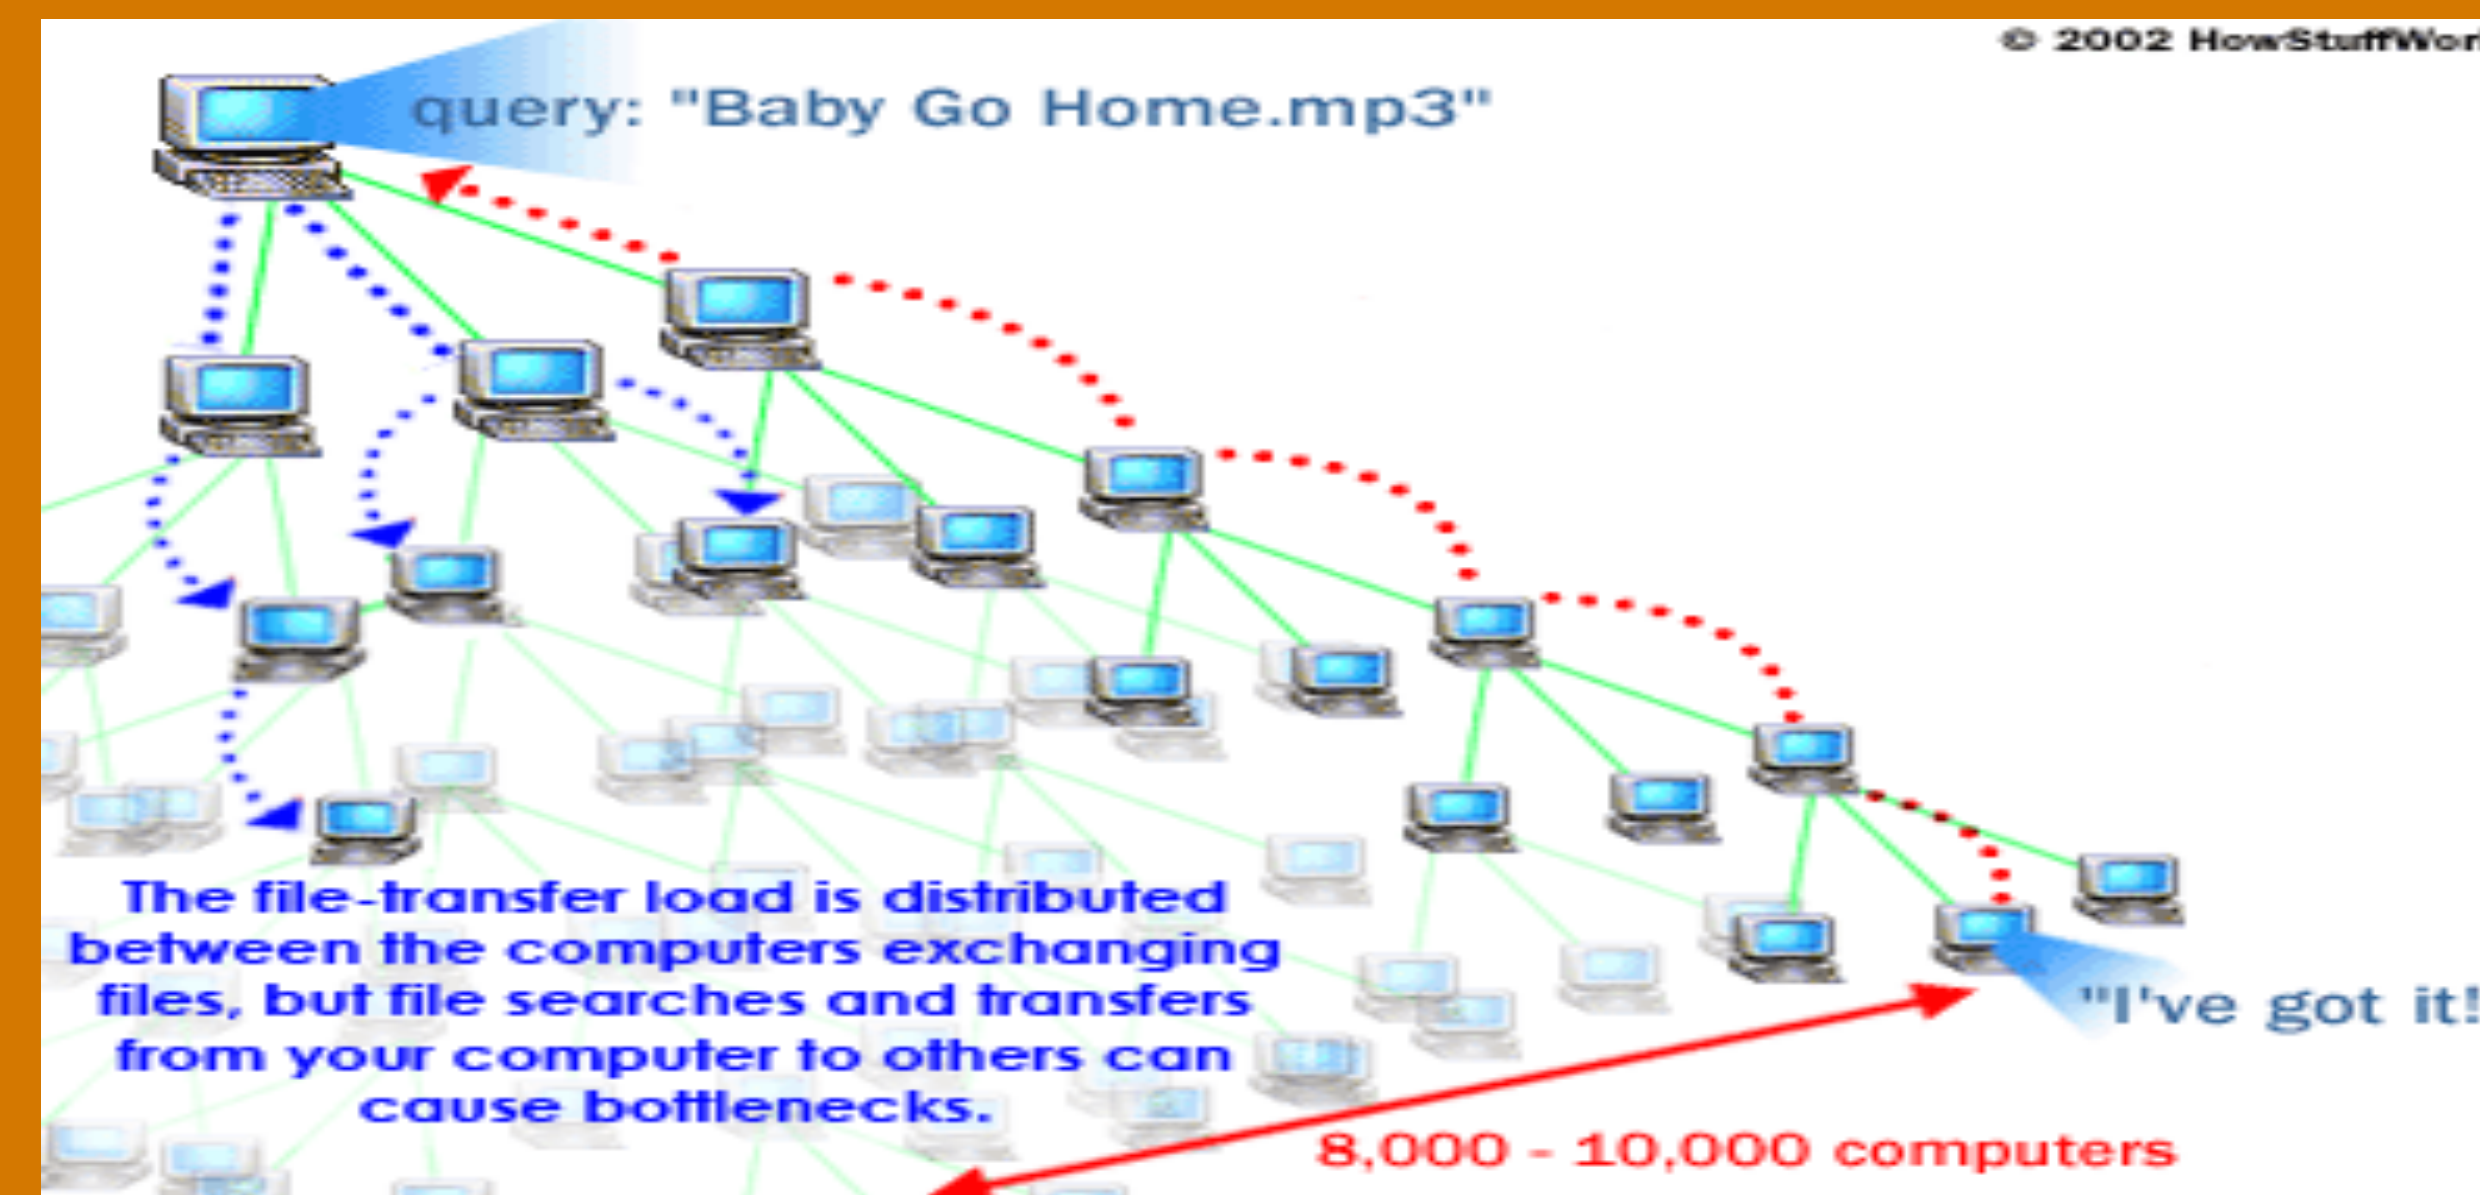 © 2002 HowStuffWor
query: "Baby Go Home.mp3"
The file-transfer load is distributed
between the computers exchanging
files, but file searches and transfers
from your computer to others can
cause bottlenecks.
"I've got it!
8,000 - 10,000 computers